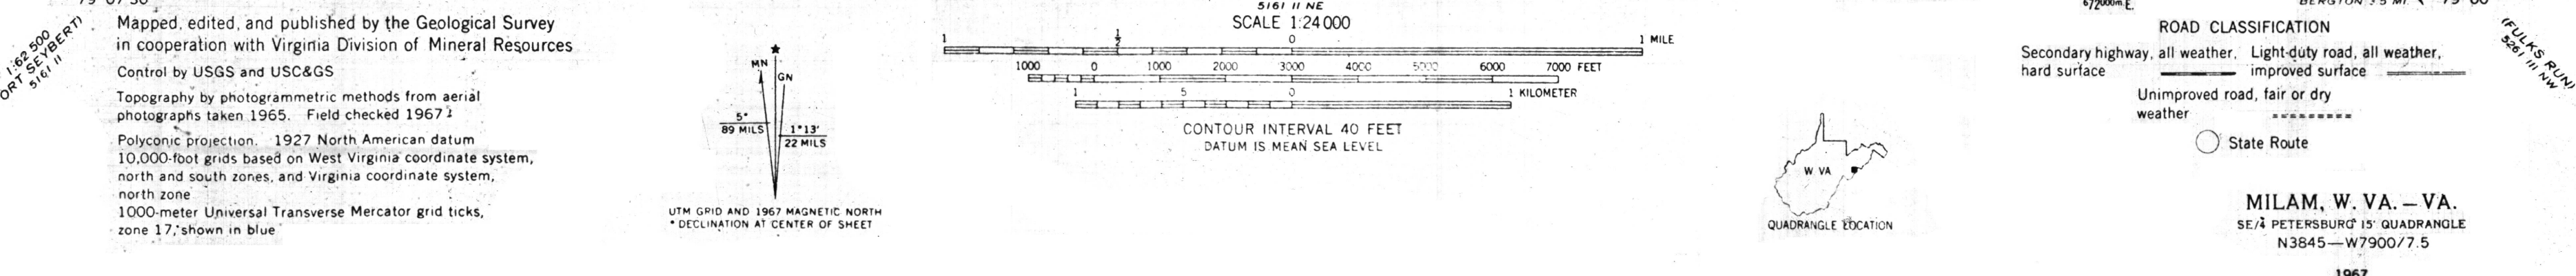 1:62 500
5161 II
Mapped, edited, and published by the Geological Survey
in cooperation with Virginia Division of Mineral Resources
Control by USGS and USC&GS
Topography by photogrammetric methods from aerial
photographs taken 1965. Field checked 1967
Polyconic projection. 1927 North American datum
10,000-foot grids based on West Virginia coordinate system,
north and south zones, and Virginia coordinate system,
north zone
1000-meter Universal Transverse Mercator grid ticks,
zone 17, shown in blue
★
MN
GN
5°
89 MILS
1°13'
22 MILS
UTM GRID AND 1967 MAGNETIC NORTH
DECLINATION AT CENTER OF SHEET
5161 II NE
SCALE 1:24 000
1 ½ 0 1 MILE
1000 0 1000 2000 3000 4000 5000 6000 7000 FEET
1 5 0 1 KILOMETER
CONTOUR INTERVAL 40 FEET
DATUM IS MEAN SEA LEVEL
W VA
QUADRANGLE LOCATION
672000m.E.
ROAD CLASSIFICATION
Secondary highway, all weather, hard surface
Light-duty road, all weather, improved surface
Unimproved road, fair or dry
weather
State Route
(FULKS RUN)
5261 III NW
MILAM, W. VA. — VA.
SE/4 PETERSBURG 15' QUADRANGLE
N3845—W7900/7.5
1967